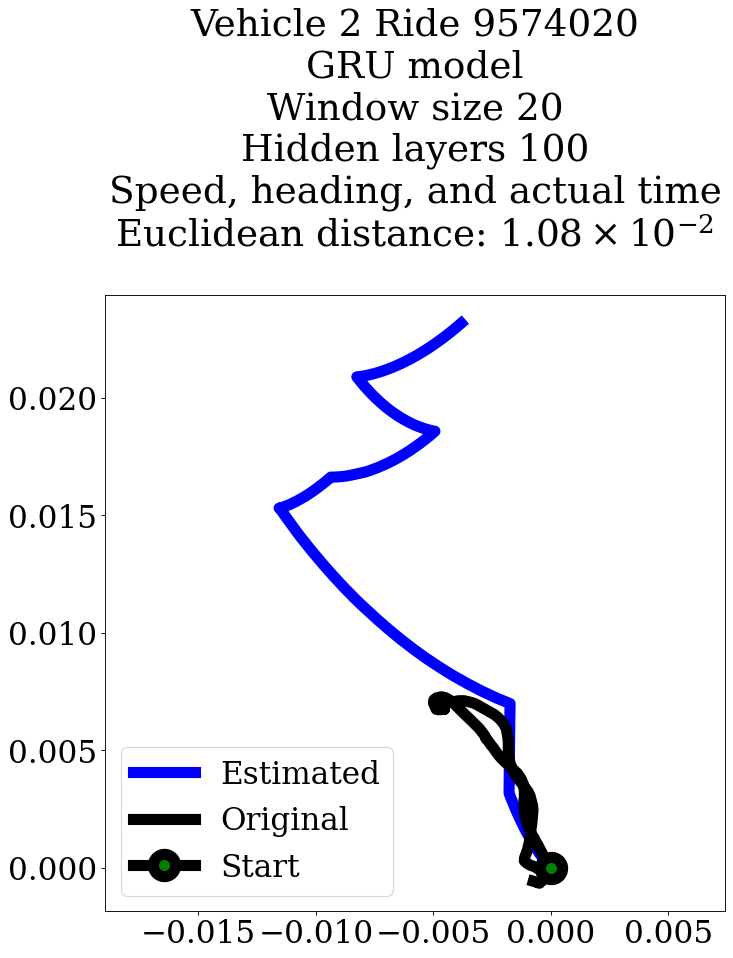 Vehicle 2 Ride 9574020
GRU model
Window size 20
Hidden layers 100
Speed, heading, and actual time
Euclidean distance: 1.08 × 10⁻²
0.020
0.015
0.010
0.005
0.000
Estimated
Original
Start
−0.015 −0.010 −0.005 0.000 0.005